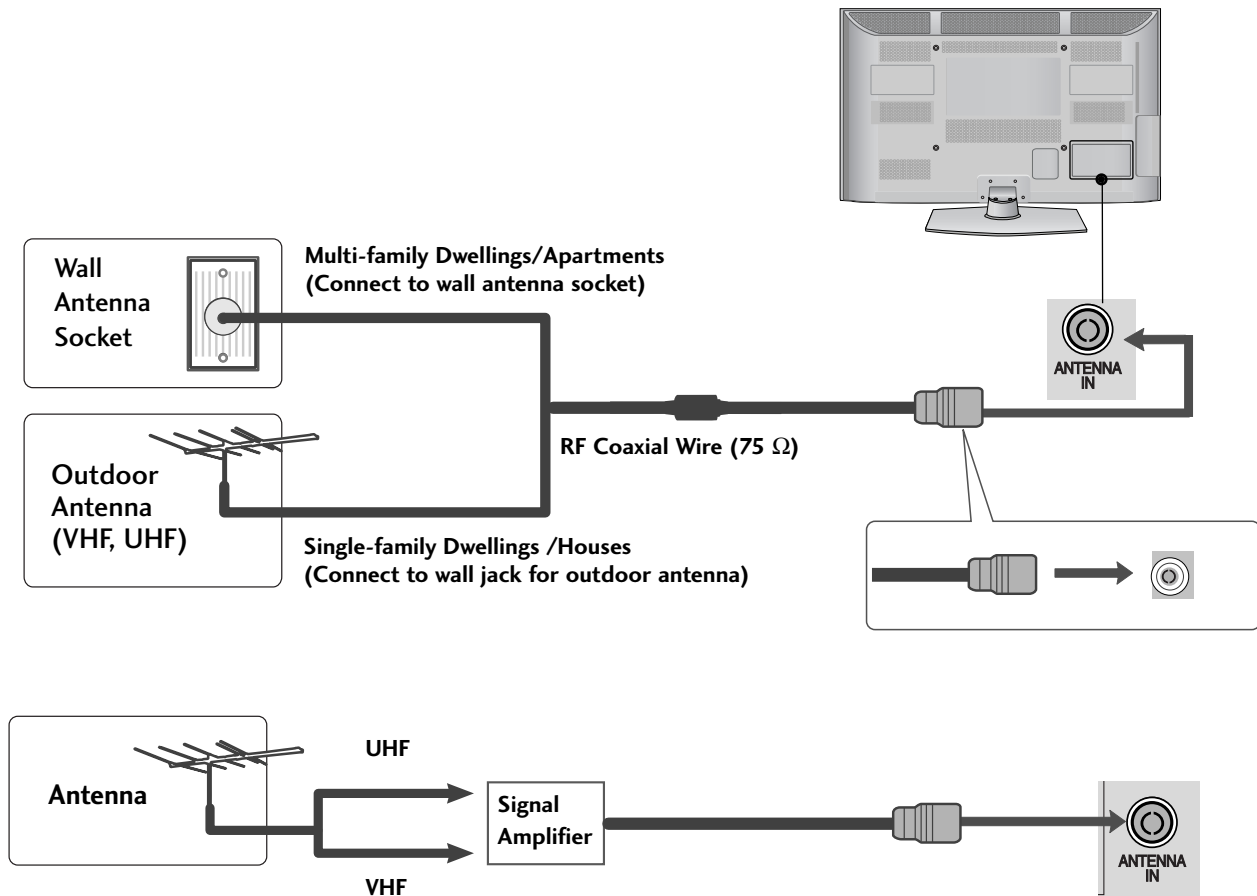 Wall
Antenna
Socket
Multi-family Dwellings/Apartments
(Connect to wall antenna socket)
ANTENNA
IN
RF Coaxial Wire (75 Ω)
Outdoor
Antenna
(VHF, UHF)
Single-family Dwellings /Houses
(Connect to wall jack for outdoor antenna)
Antenna
UHF
VHF
Signal
Amplifier
ANTENNA
IN